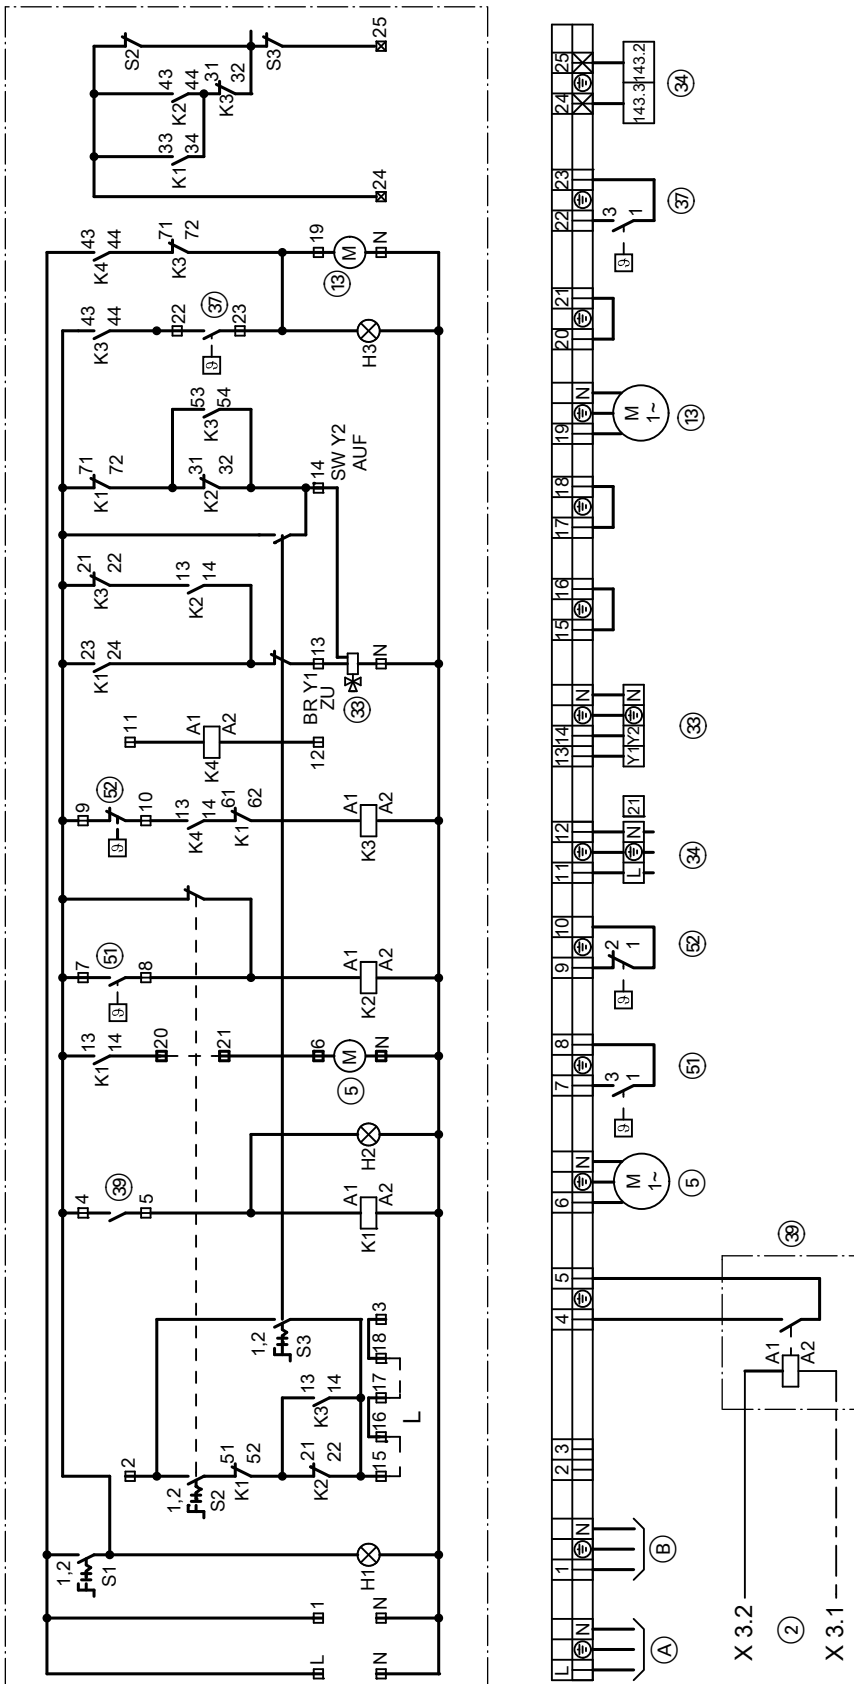 L
N
1
N
1,2
S1
H1
2
1,2
S2
51
52
K1
21
22
K2
13
14
K3
15
16
17
18
3
L
1,2
S3
4
39
5
A1
A2
K1
H2
13
14
K1
20
21
6
M
N
5
7
51
8
ϑ
A1
A2
K2
9
52
10
ϑ
13
14
K4
61
62
K1
A1
A2
K3
11
A1
A2
K4
12
23
24
K1
13
BR Y1
ZU
33
N
21
22
K3
13
14
K2
71
72
K1
31
32
K2
53
54
K3
14
SW Y2
AUF
43
44
K3
22
37
23
ϑ
H3
43
44
K4
71
72
K3
19
M
N
13
24
33
34
K1
43
44
K2
31
32
K3
S2
S3
25
L N
A
1 N
B
2 3
4 5
6 N
7 8
9 10
11 12
13 14 N
15 16
17 18
19 N
20 21
22 23
24 25
X 3.2
2
X 3.1
A1
A2
39
M
1~
5
3
1
ϑ
51
2
1
ϑ
52
L N 21
34
Y1 Y2 N
33
M
1~
13
3
1
ϑ
37
143.3 143.2
34